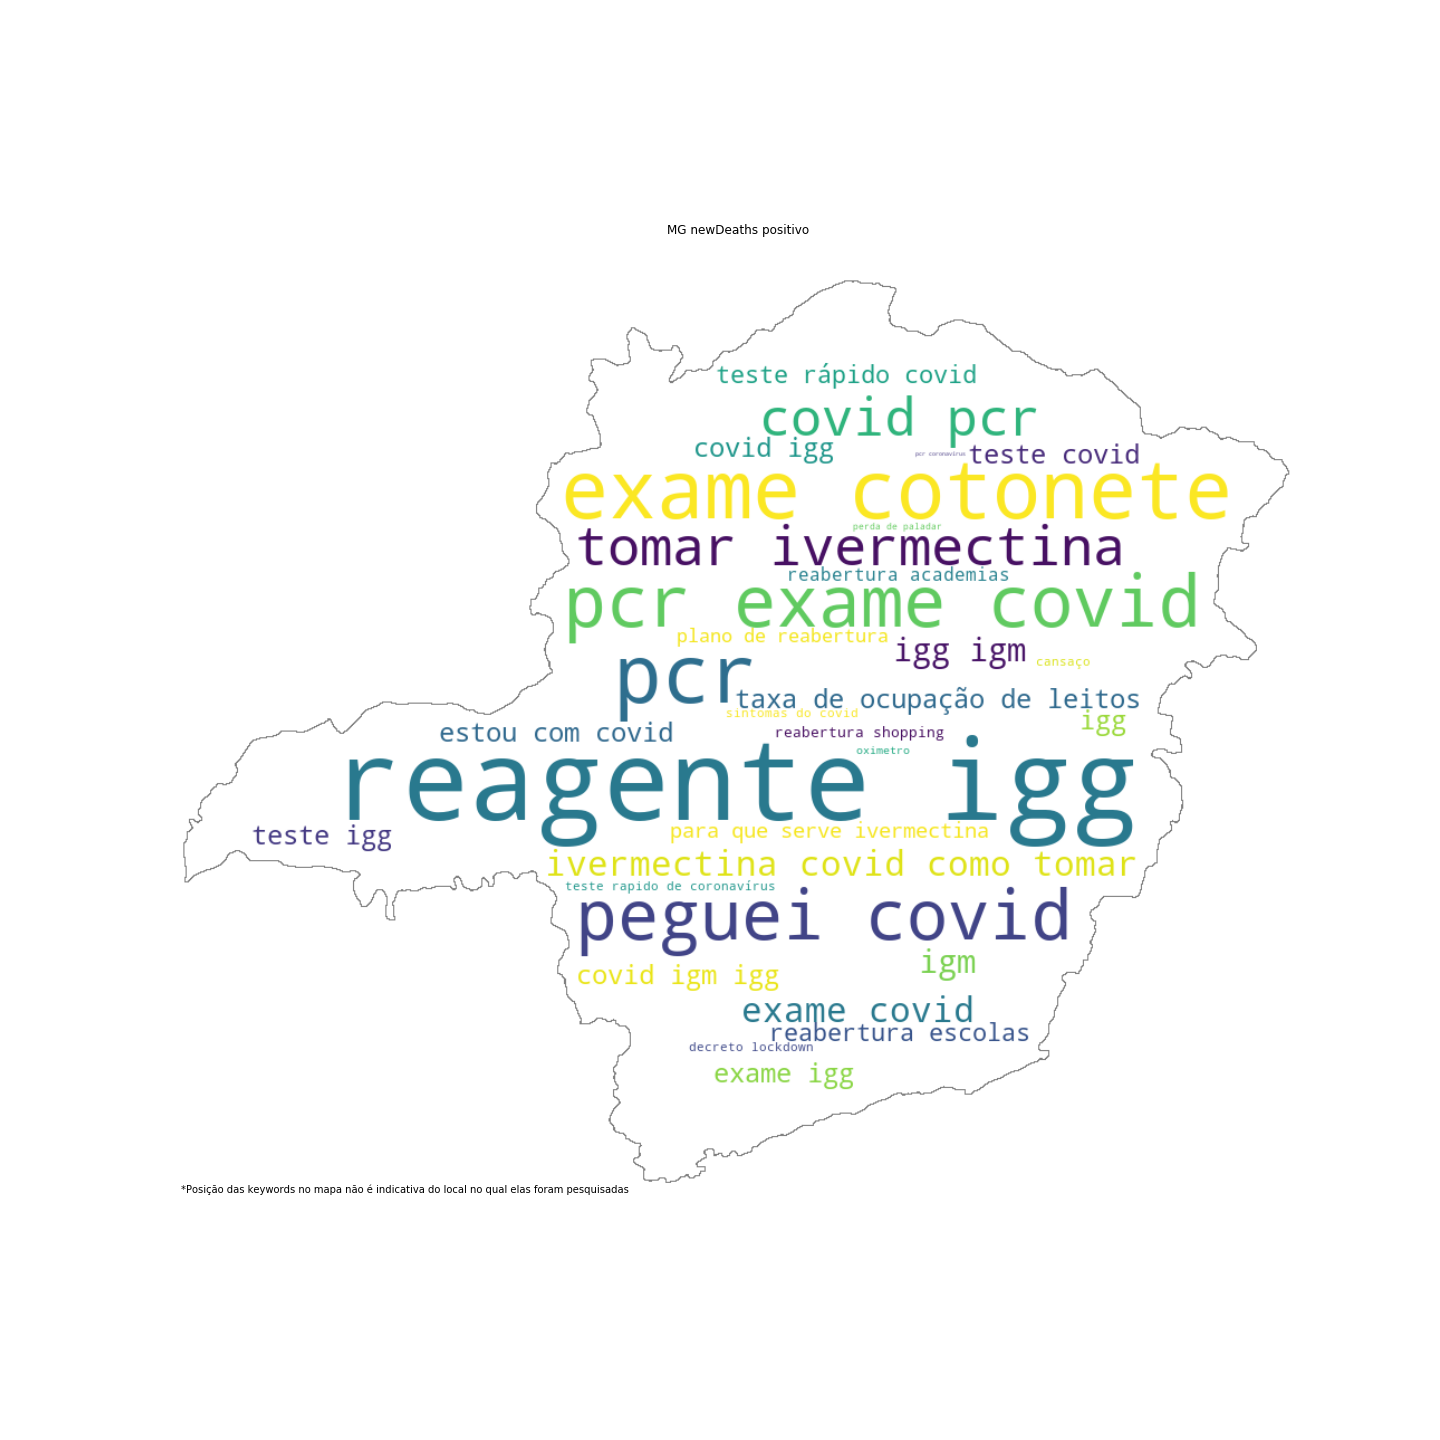 MG newDeaths positivo
teste rápido covid
covid pcr
covid igg
pcr coronavírus
teste covid
exame cotonete
perda de paladar
tomar ivermectina
reabertura academias
pcr exame covid
plano de reabertura
igg igm
cansaço
pcr
taxa de ocupação de leitos
sintomas do covid
igg
estou com covid
reabertura shopping
oximetro
reagente igg
teste igg
para que serve ivermectina
ivermectina covid como tomar
teste rapido de coronavírus
peguei covid
igm
covid igm igg
exame covid
reabertura escolas
decreto lockdown
exame igg
*Posição das keywords no mapa não é indicativa do local no qual elas foram pesquisadas